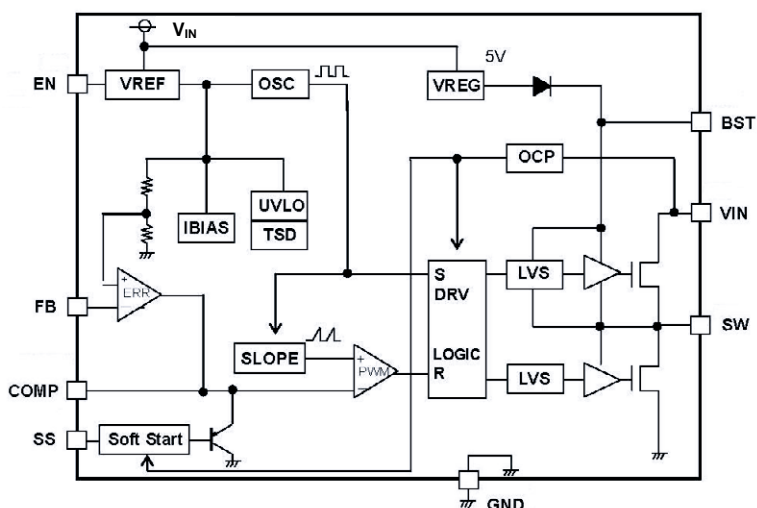 VIN
5V
EN
VREF
OSC
VREG
BST
OCP
VIN
IBIAS
UVLO
TSD
S
LVS
DRV
FB
+
ERR
−
SW
SLOPE
+
PWM
−
LOGIC
R
LVS
COMP
SS
Soft Start
GND